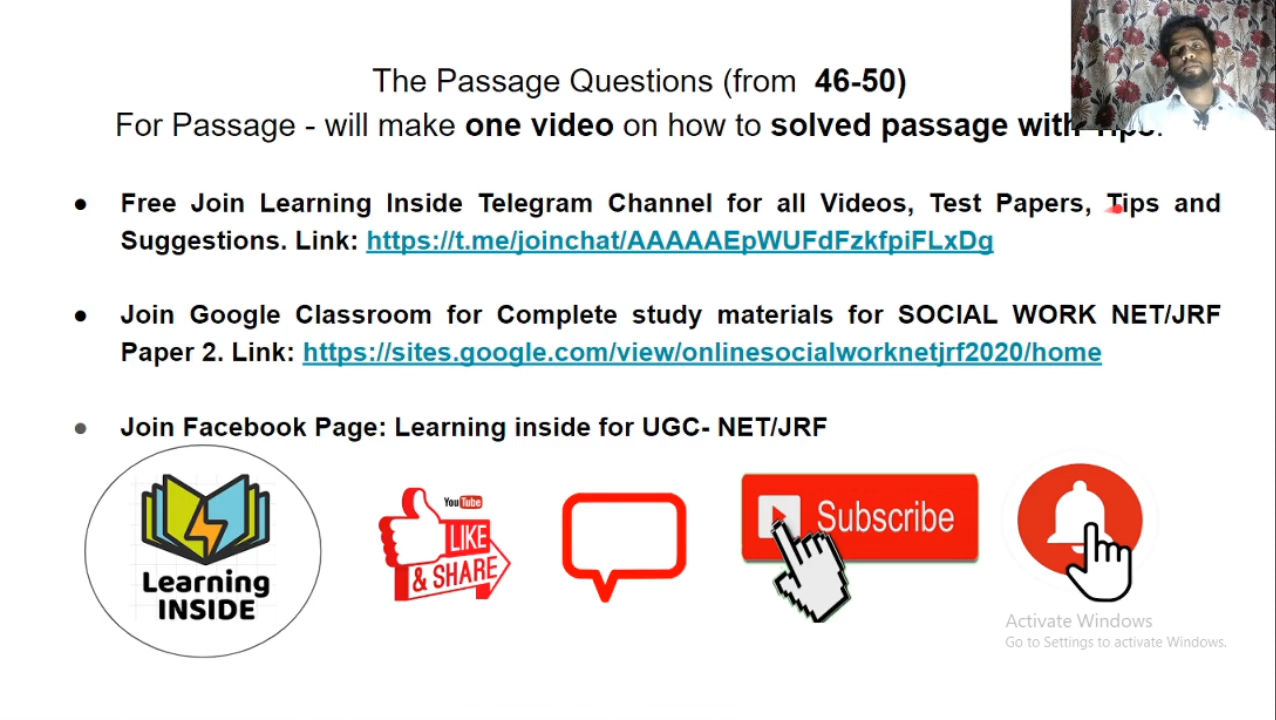 The Passage Questions (from 46-50)
For Passage - will make one video on how to solved passage with Tips.
Free Join Learning Inside Telegram Channel for all Videos, Test Papers, Tips and
Suggestions. Link: https://t.me/joinchat/AAAAAEpWUFdFzkfpiFLxDg
Join Google Classroom for Complete study materials for SOCIAL WORK NET/JRF
Paper 2. Link: https://sites.google.com/view/onlinesocialworknetjrf2020/home
Join Facebook Page: Learning inside for UGC- NET/JRF
Learning
INSIDE
YouTube
LIKE
& SHARE
Subscribe
Activate Windows
Go to Settings to activate Windows.